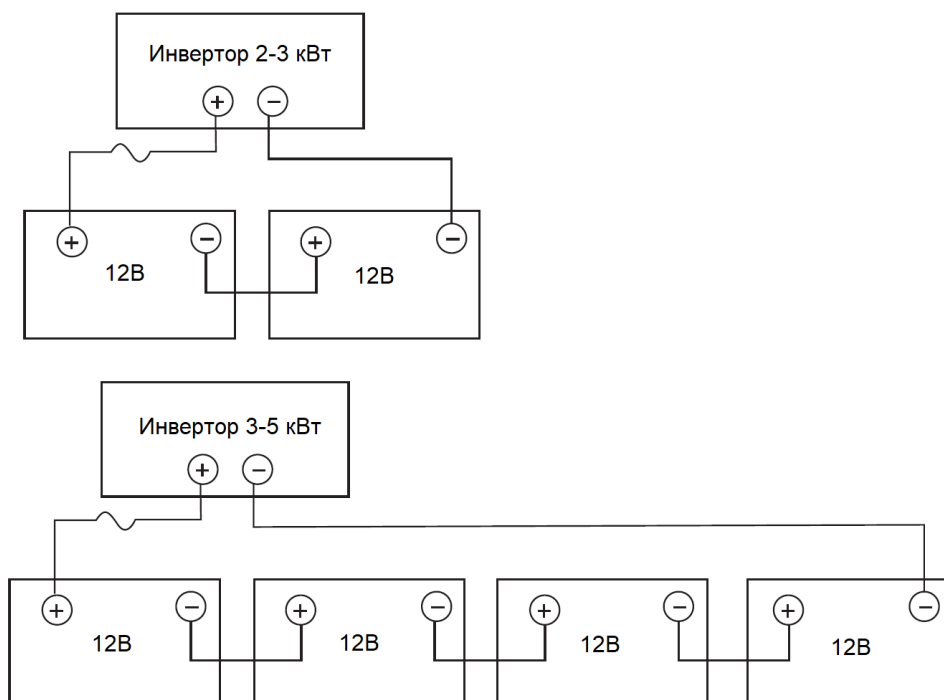 Инвертор 2-3 кВт
+ −
+ − + −
12В 12В
Инвертор 3-5 кВт
+ −
+ − + − + − + −
12В 12В 12В 12В